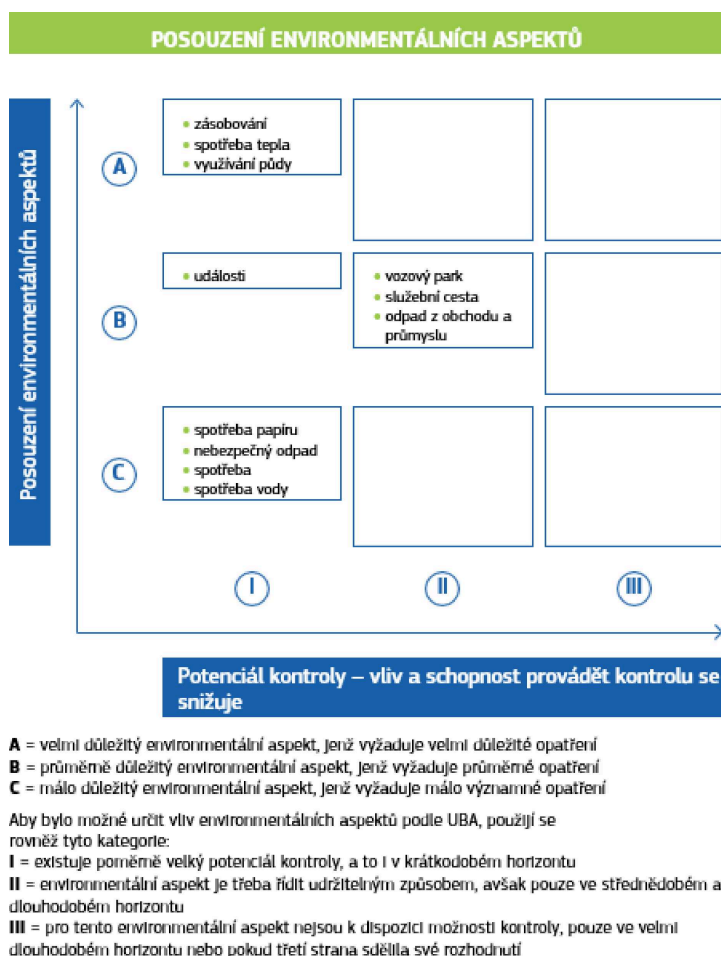 POSOUZENÍ ENVIRONMENTÁLNÍCH ASPEKTŮ
Posouzení environmentálních aspektů
A
• zásobování
• spotřeba tepla
• využívání půdy
B
• události
• vozový park
• služební cesta
• odpad z obchodu a
průmyslu
C
• spotřeba papíru
• nebezpečný odpad
• spotřeba
• spotřeba vody
I
II
III
Potenciál kontroly – vliv a schopnost provádět kontrolu se
snižuje
A = velmi důležitý environmentální aspekt, jenž vyžaduje velmi důležité opatření
B = průměrně důležitý environmentální aspekt, jenž vyžaduje průměrné opatření
C = málo důležitý environmentální aspekt, jenž vyžaduje málo významné opatření
Aby bylo možné určit vliv environmentálních aspektů podle UBA, použijí se
rovněž tyto kategorie:
I = existuje poměrně velký potenciál kontroly, a to i v krátkodobém horizontu
II = environmentální aspekt je třeba řídit udržitelným způsobem, avšak pouze ve střednědobém a
dlouhodobém horizontu
III = pro tento environmentální aspekt nejsou k dispozici možnosti kontroly, pouze ve velmi
dlouhodobém horizontu nebo pokud třetí strana sdělila své rozhodnutí